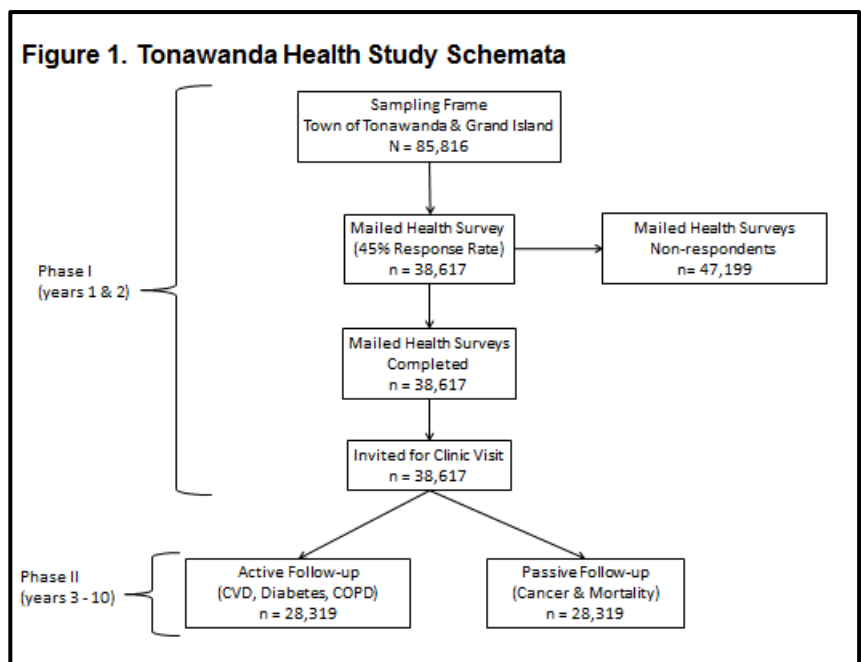 Figure 1. Tonawanda Health Study Schemata
Sampling Frame
Town of Tonawanda & Grand Island
N = 85,816
Mailed Health Survey
(45% Response Rate)
n = 38,617
Mailed Health Surveys
Non-respondents
n= 47,199
Phase I
(years 1 & 2)
Mailed Health Surveys
Completed
n = 38,617
Invited for Clinic Visit
n = 38,617
Phase II
(years 3 - 10)
Active Follow-up
(CVD, Diabetes, COPD)
n = 28,319
Passive Follow-up
(Cancer & Mortality)
n = 28,319